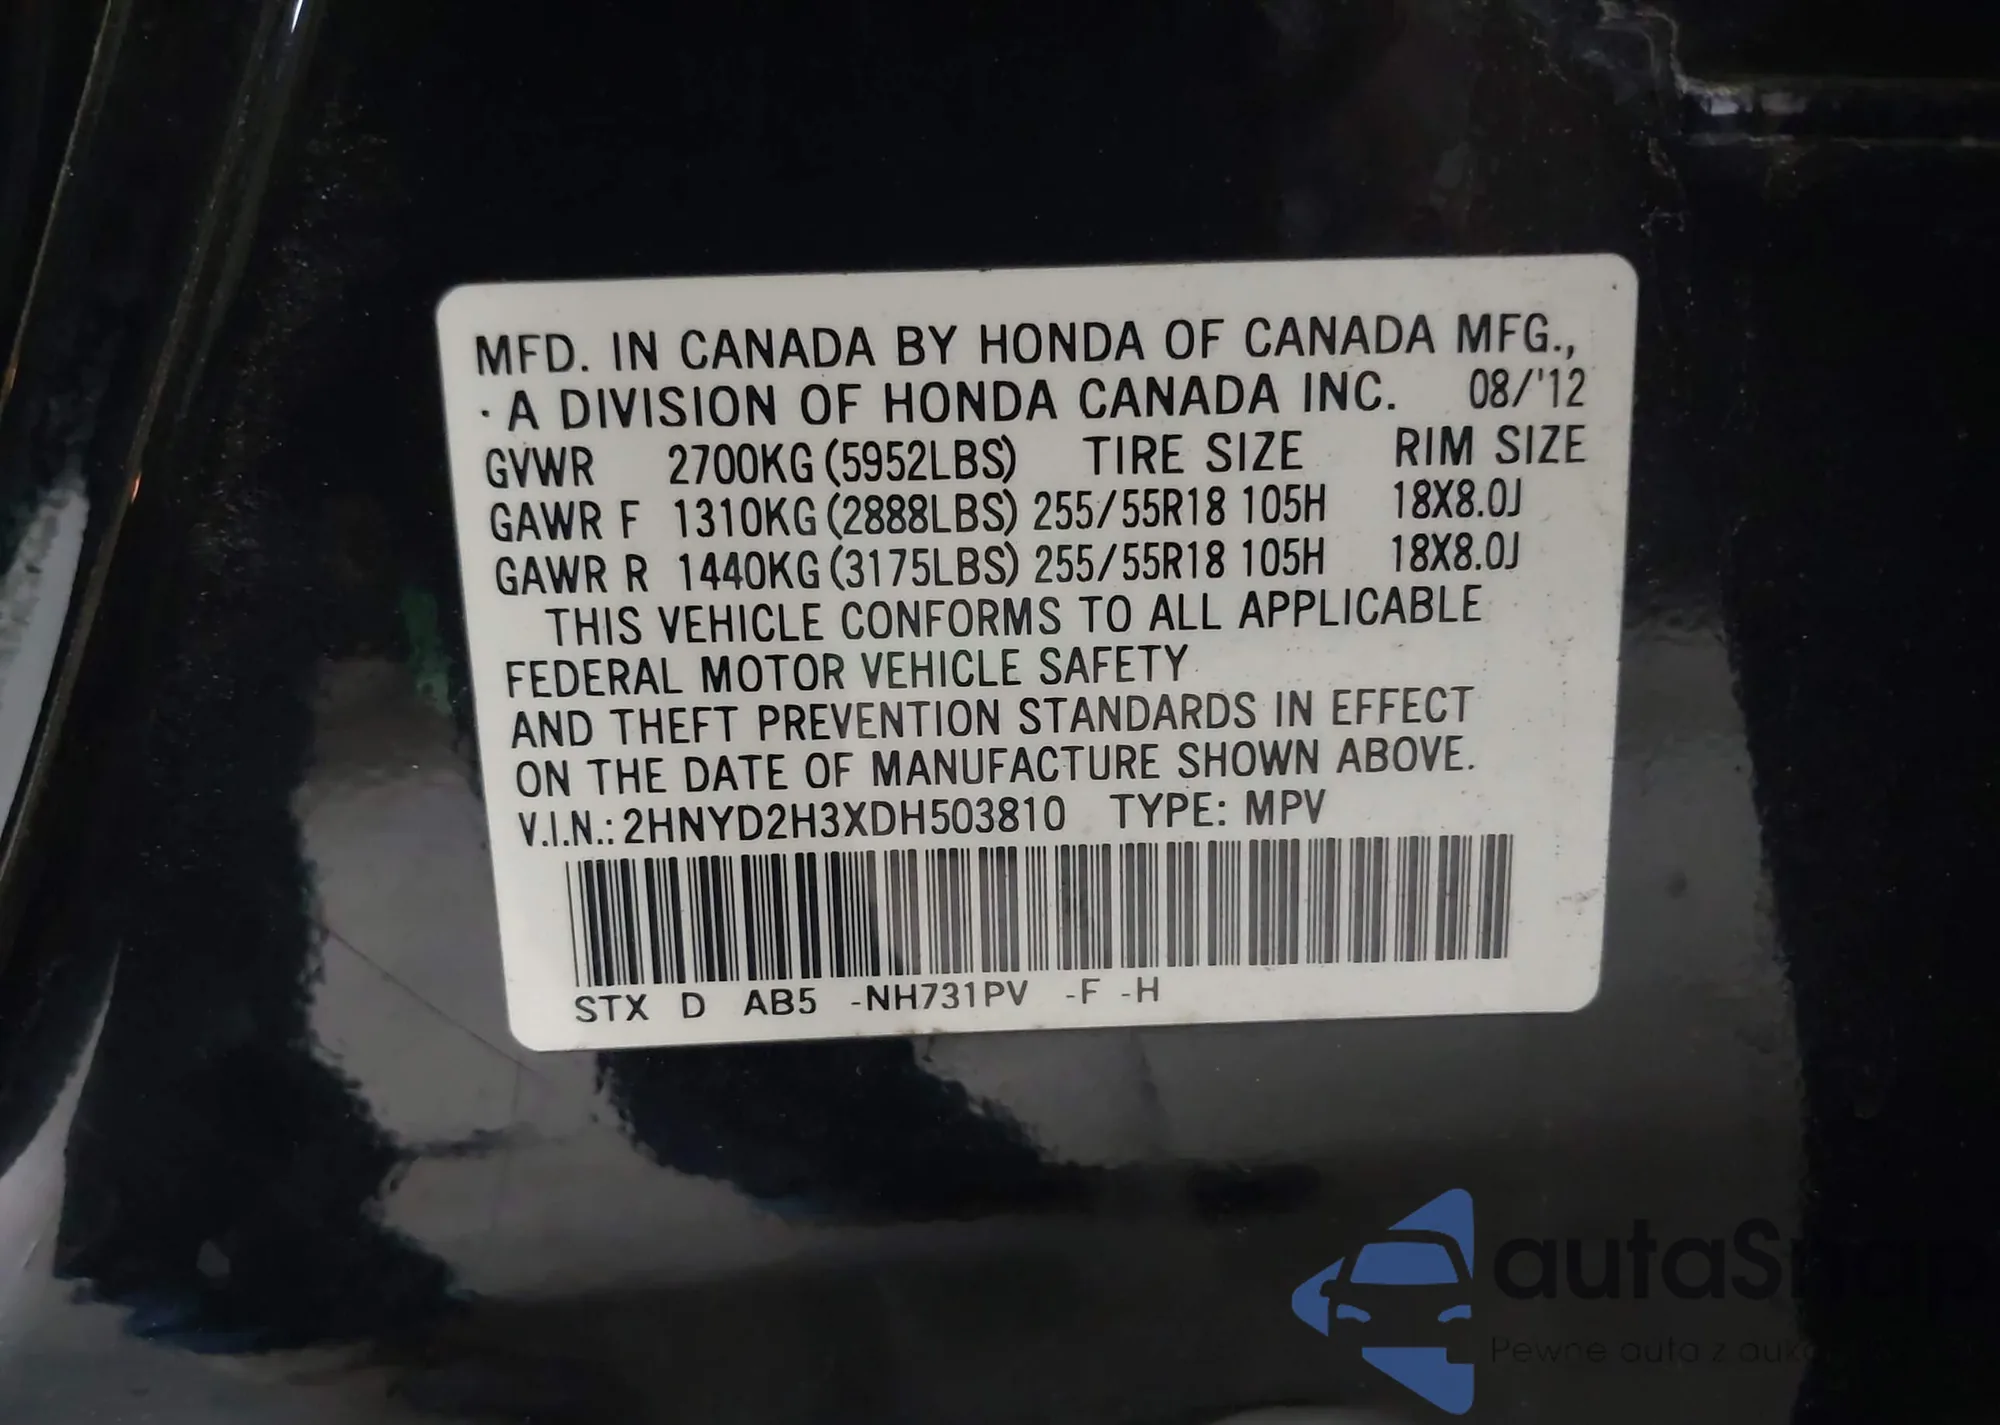 MFD. IN CANADA BY HONDA OF CANADA MFG.,
· A DIVISION OF HONDA CANADA INC. 08/'12
GVWR 2700KG (5952LBS) TIRE SIZE RIM SIZE
GAWR F 1310KG (2888LBS) 255/55R18 105H 18X8.0J
GAWR R 1440KG (3175LBS) 255/55R18 105H 18X8.0J
THIS VEHICLE CONFORMS TO ALL APPLICABLE
FEDERAL MOTOR VEHICLE SAFETY
AND THEFT PREVENTION STANDARDS IN EFFECT
ON THE DATE OF MANUFACTURE SHOWN ABOVE.
V.I.N.: 2HNYD2H3XDH503810 TYPE: MPV
STX D AB5 -NH731PV -F -H
autaSnap
Pewne auto z